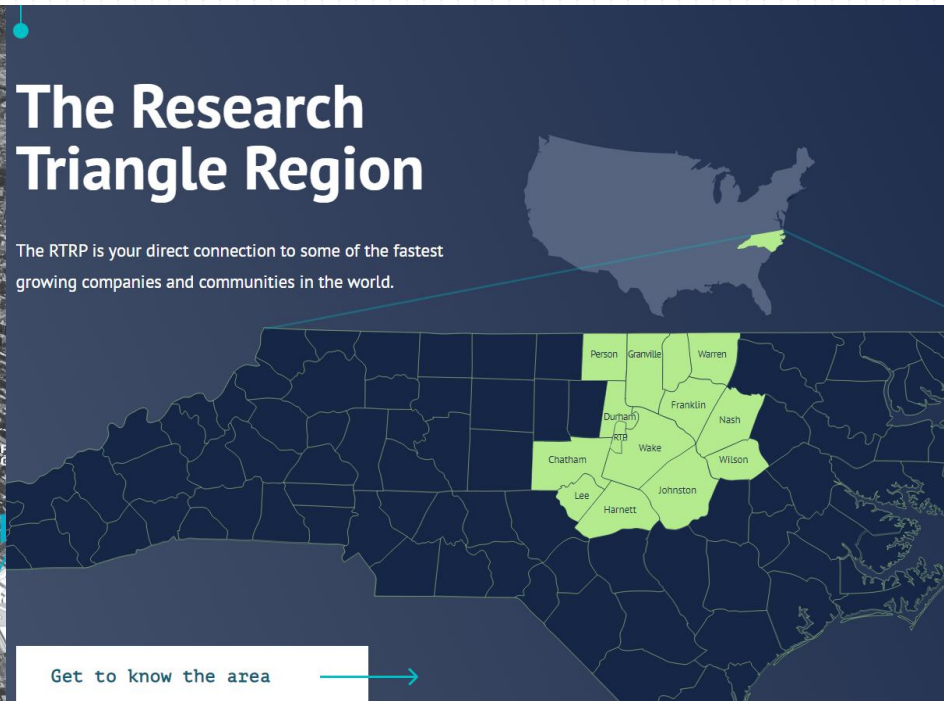 The Research
Triangle Region
The RTRP is your direct connection to some of the fastest
growing companies and communities in the world.
Person
Granville
Warren
Franklin
Durham
Nash
RTP
Wake
Chatham
Wilson
Lee
Johnston
Harnett
Get to know the area